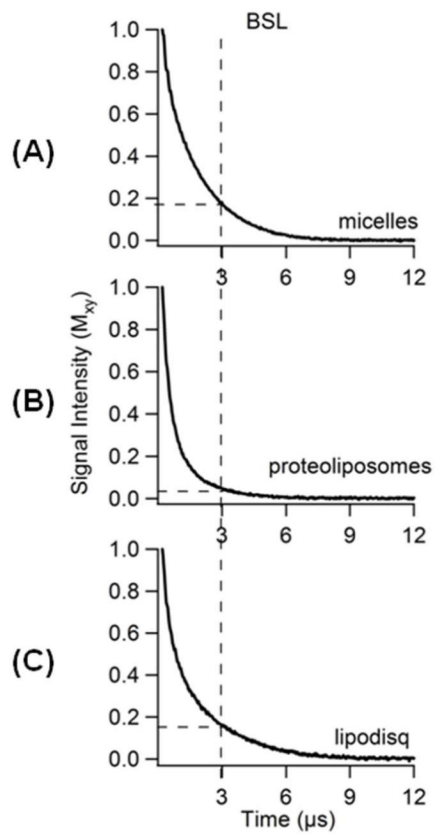 BSL
(A)
1.0
0.8
0.6
0.4
0.2
0.0
micelles
3 6 9 12
(B)
Signal Intensity (Mxy)
1.0
0.8
0.6
0.4
0.2
0.0
proteoliposomes
3 6 9 12
(C)
1.0
0.8
0.6
0.4
0.2
0.0
lipodisq
3 6 9 12
Time (µs)